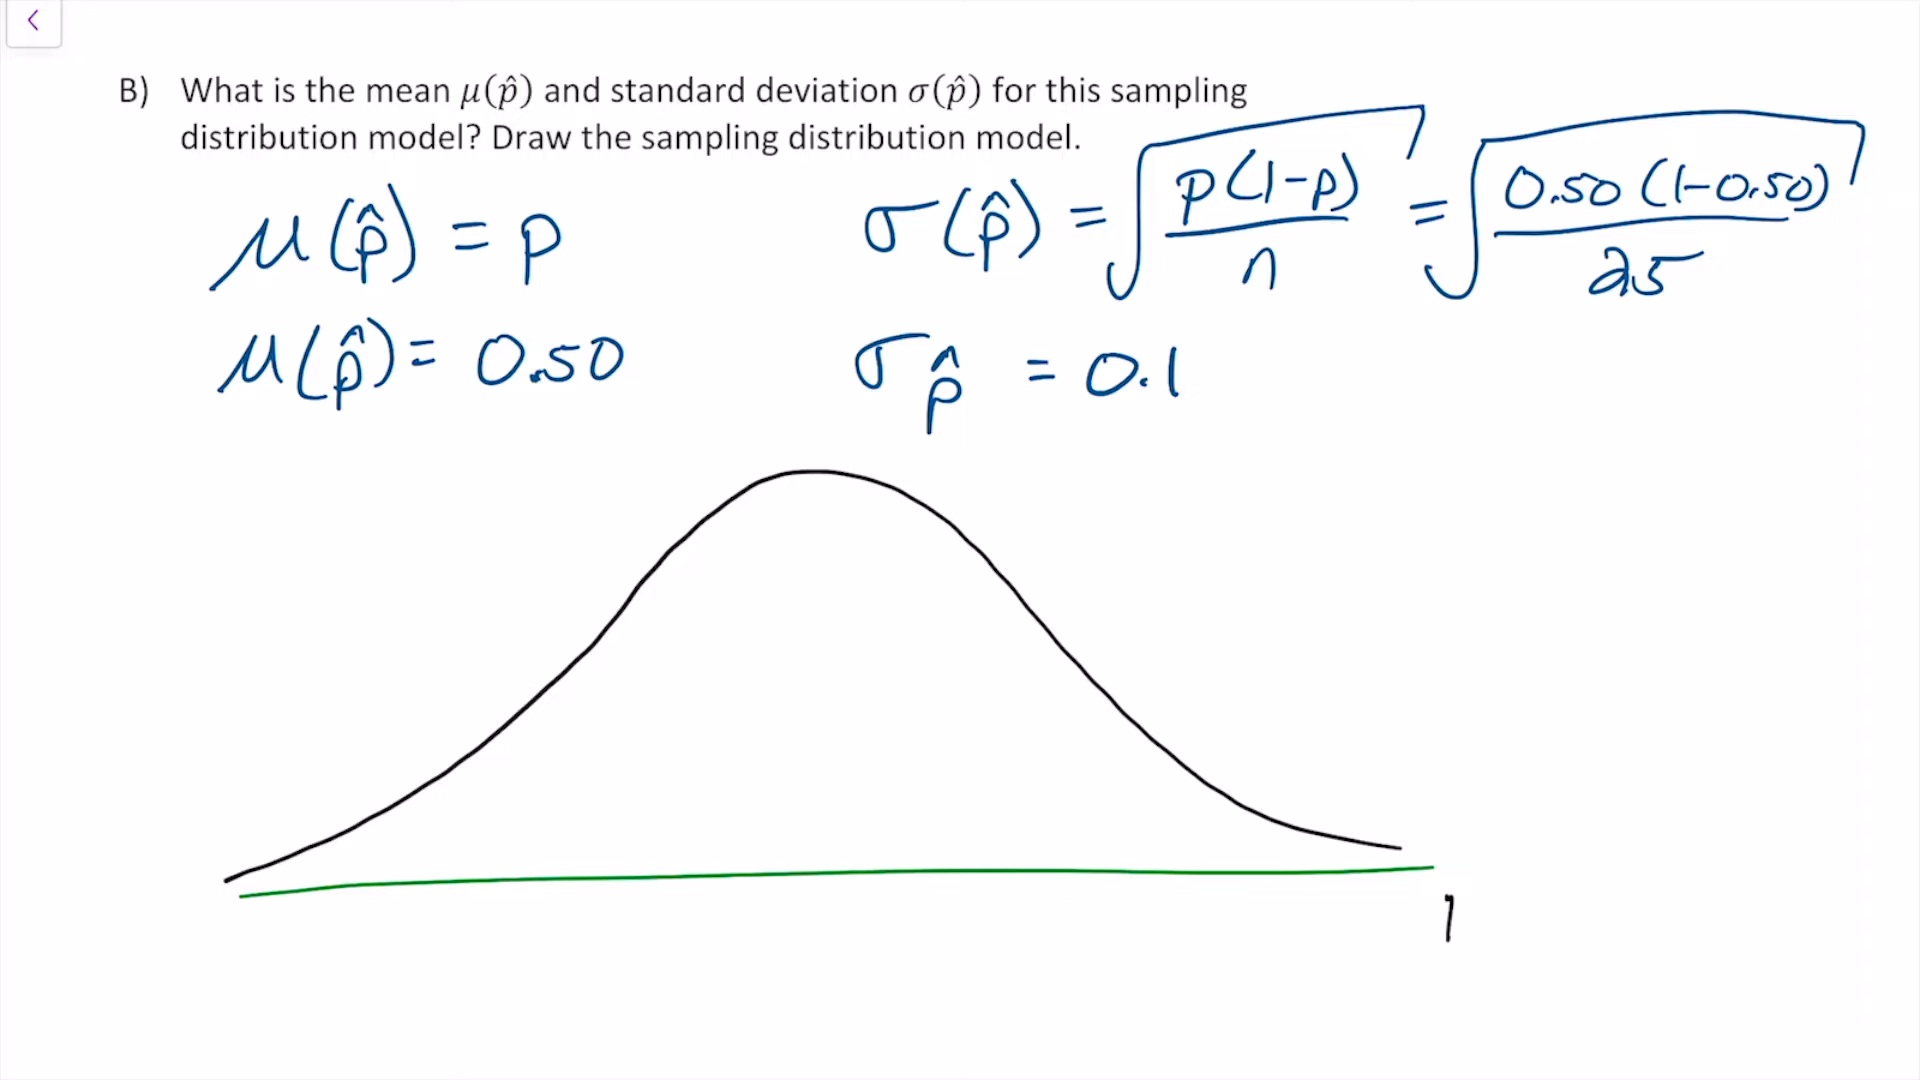 B) What is the mean μ(p̂) and standard deviation σ(p̂) for this sampling
distribution model? Draw the sampling distribution model.
μ(p̂) = p
σ(p̂) = √(p(1-p)/n) = √(0.50(1-0.50)/25)
μ(p̂) = 0.50
σp̂ = 0.1